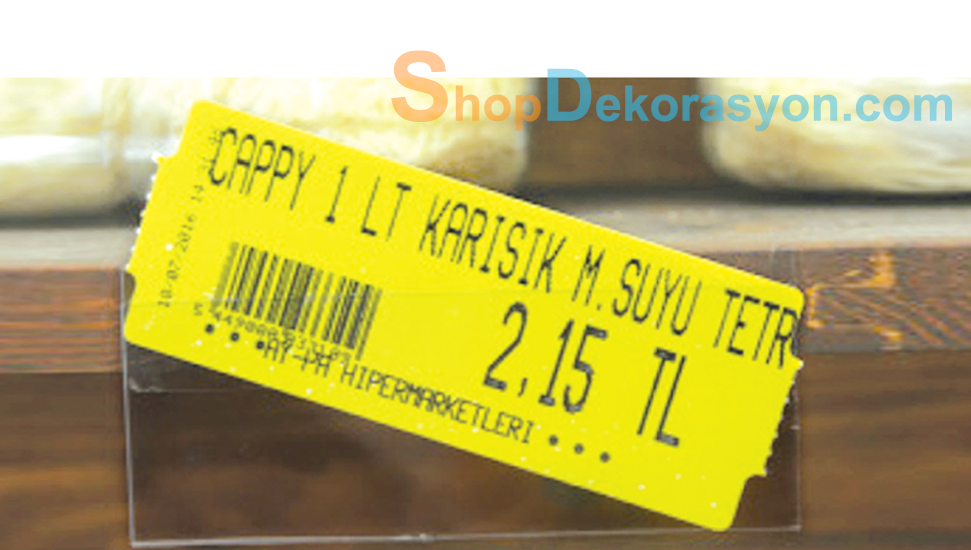 ShopDekorasyon.com
CAPPY 1 LT KARISIK M.SUYU TETR
10-07-2016 14
2,15 TL
HIPERMARKETLERI ...